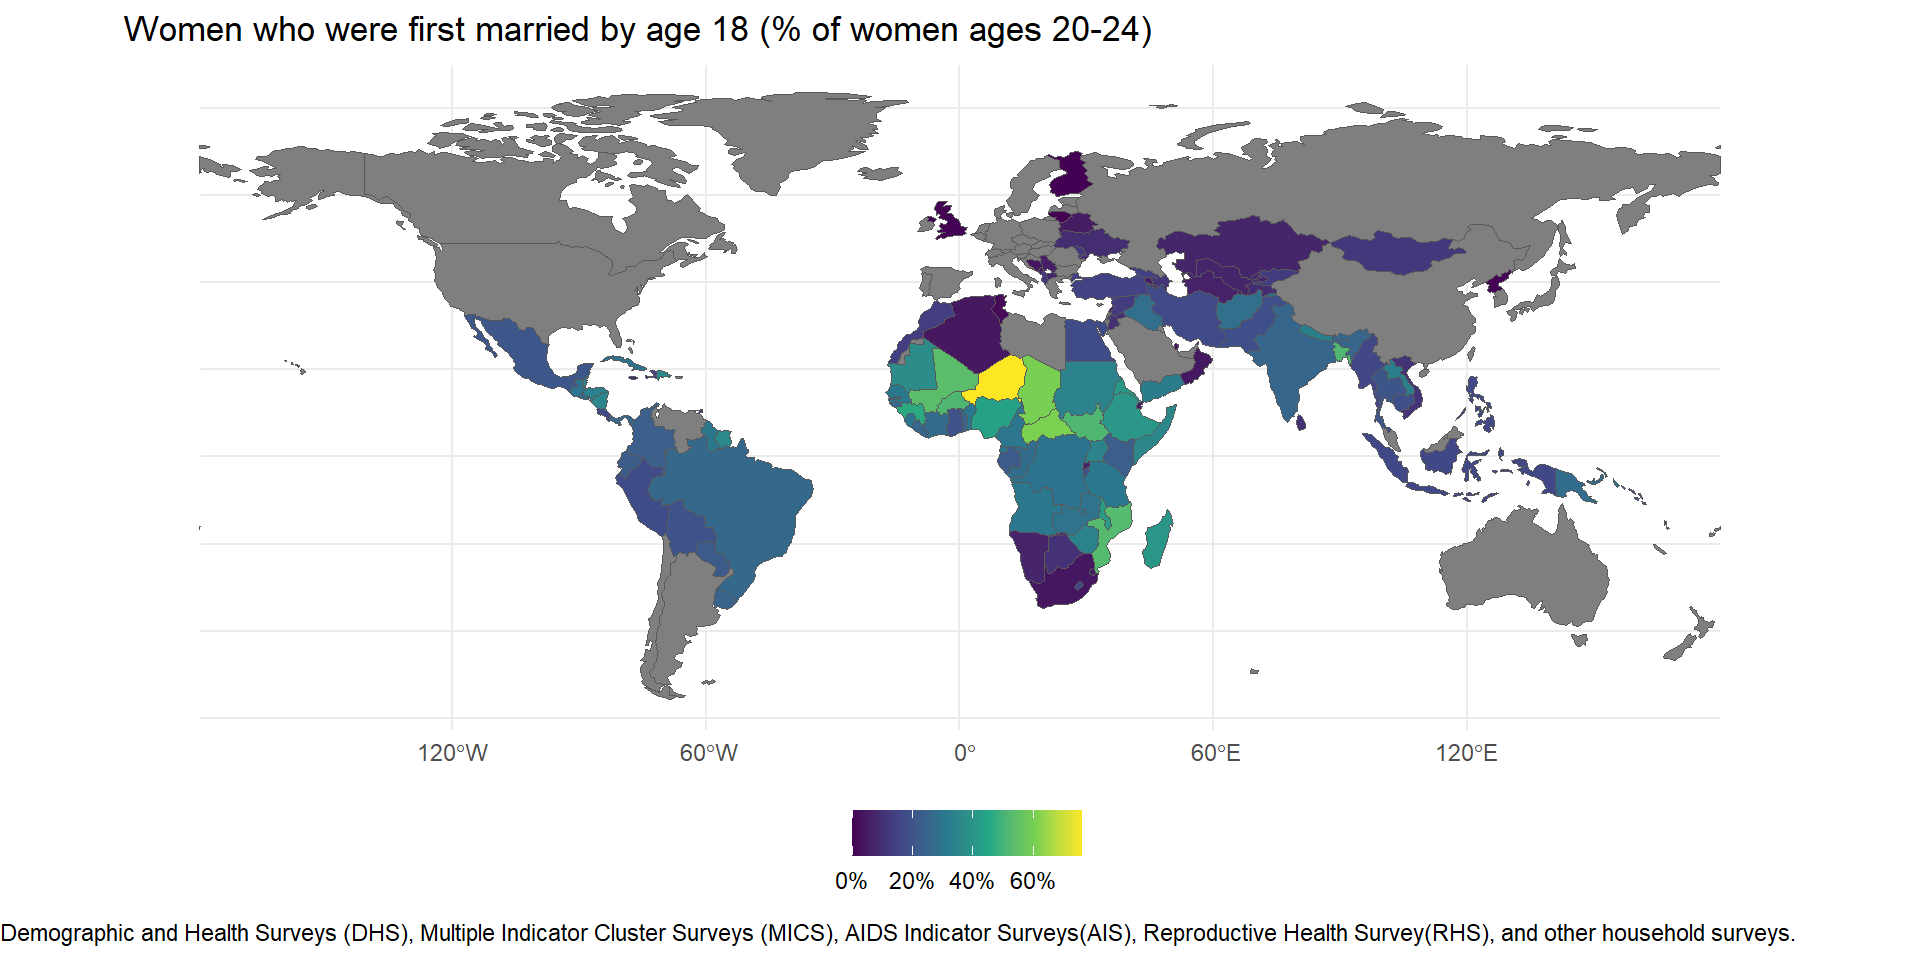 Women who were first married by age 18 (% of women ages 20-24)
120°W 60°W 0° 60°E 120°E
0% 20% 40% 60%
Demographic and Health Surveys (DHS), Multiple Indicator Cluster Surveys (MICS), AIDS Indicator Surveys(AIS), Reproductive Health Survey(RHS), and other household surveys.